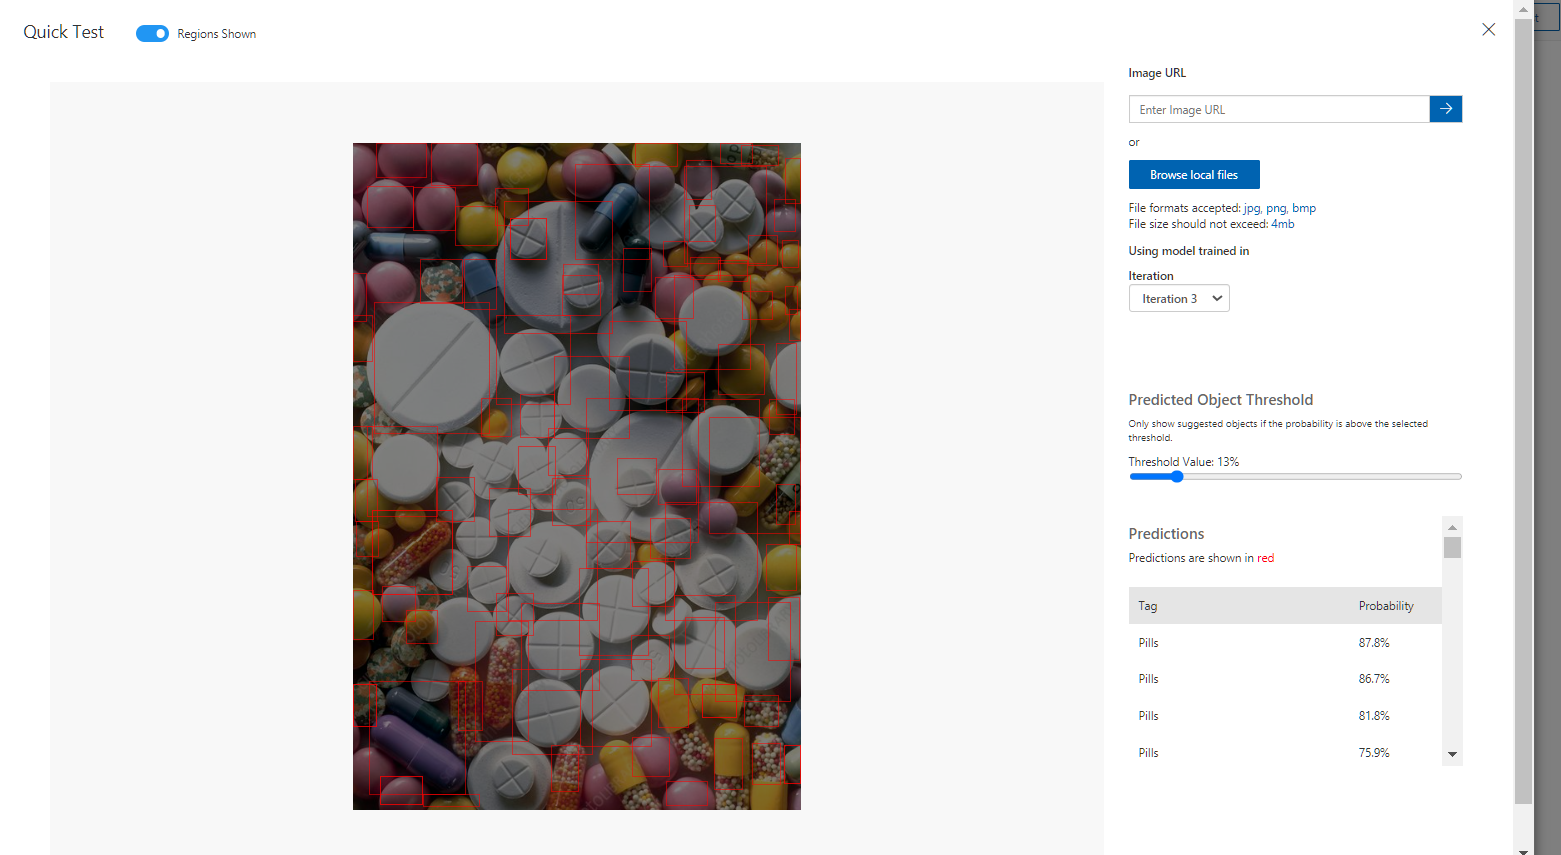 Quick Test
Regions Shown
Image URL
Enter Image URL
or
Browse local files
File formats accepted: jpg, png, bmp
File size should not exceed: 4mb
Using model trained in
Iteration
Iteration 3
Predicted Object Threshold
Only show suggested objects if the probability is above the selected
threshold.
Threshold Value: 13%
Predictions
Predictions are shown in red
Tag Probability
Pills 87.8%
Pills 86.7%
Pills 81.8%
Pills 75.9%